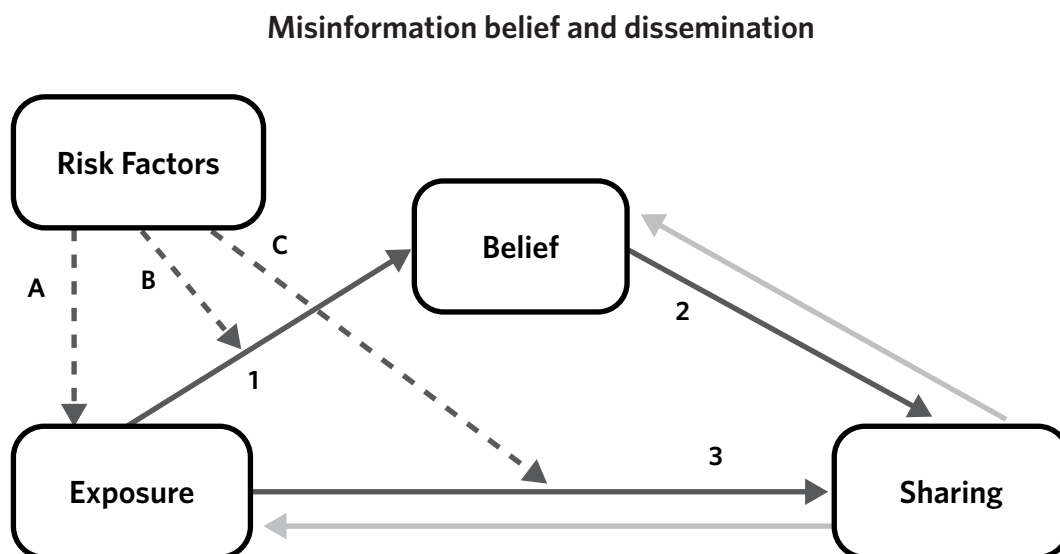 Misinformation belief and dissemination
Risk Factors
C
Belief
A
B
2
1
3
Exposure
Sharing